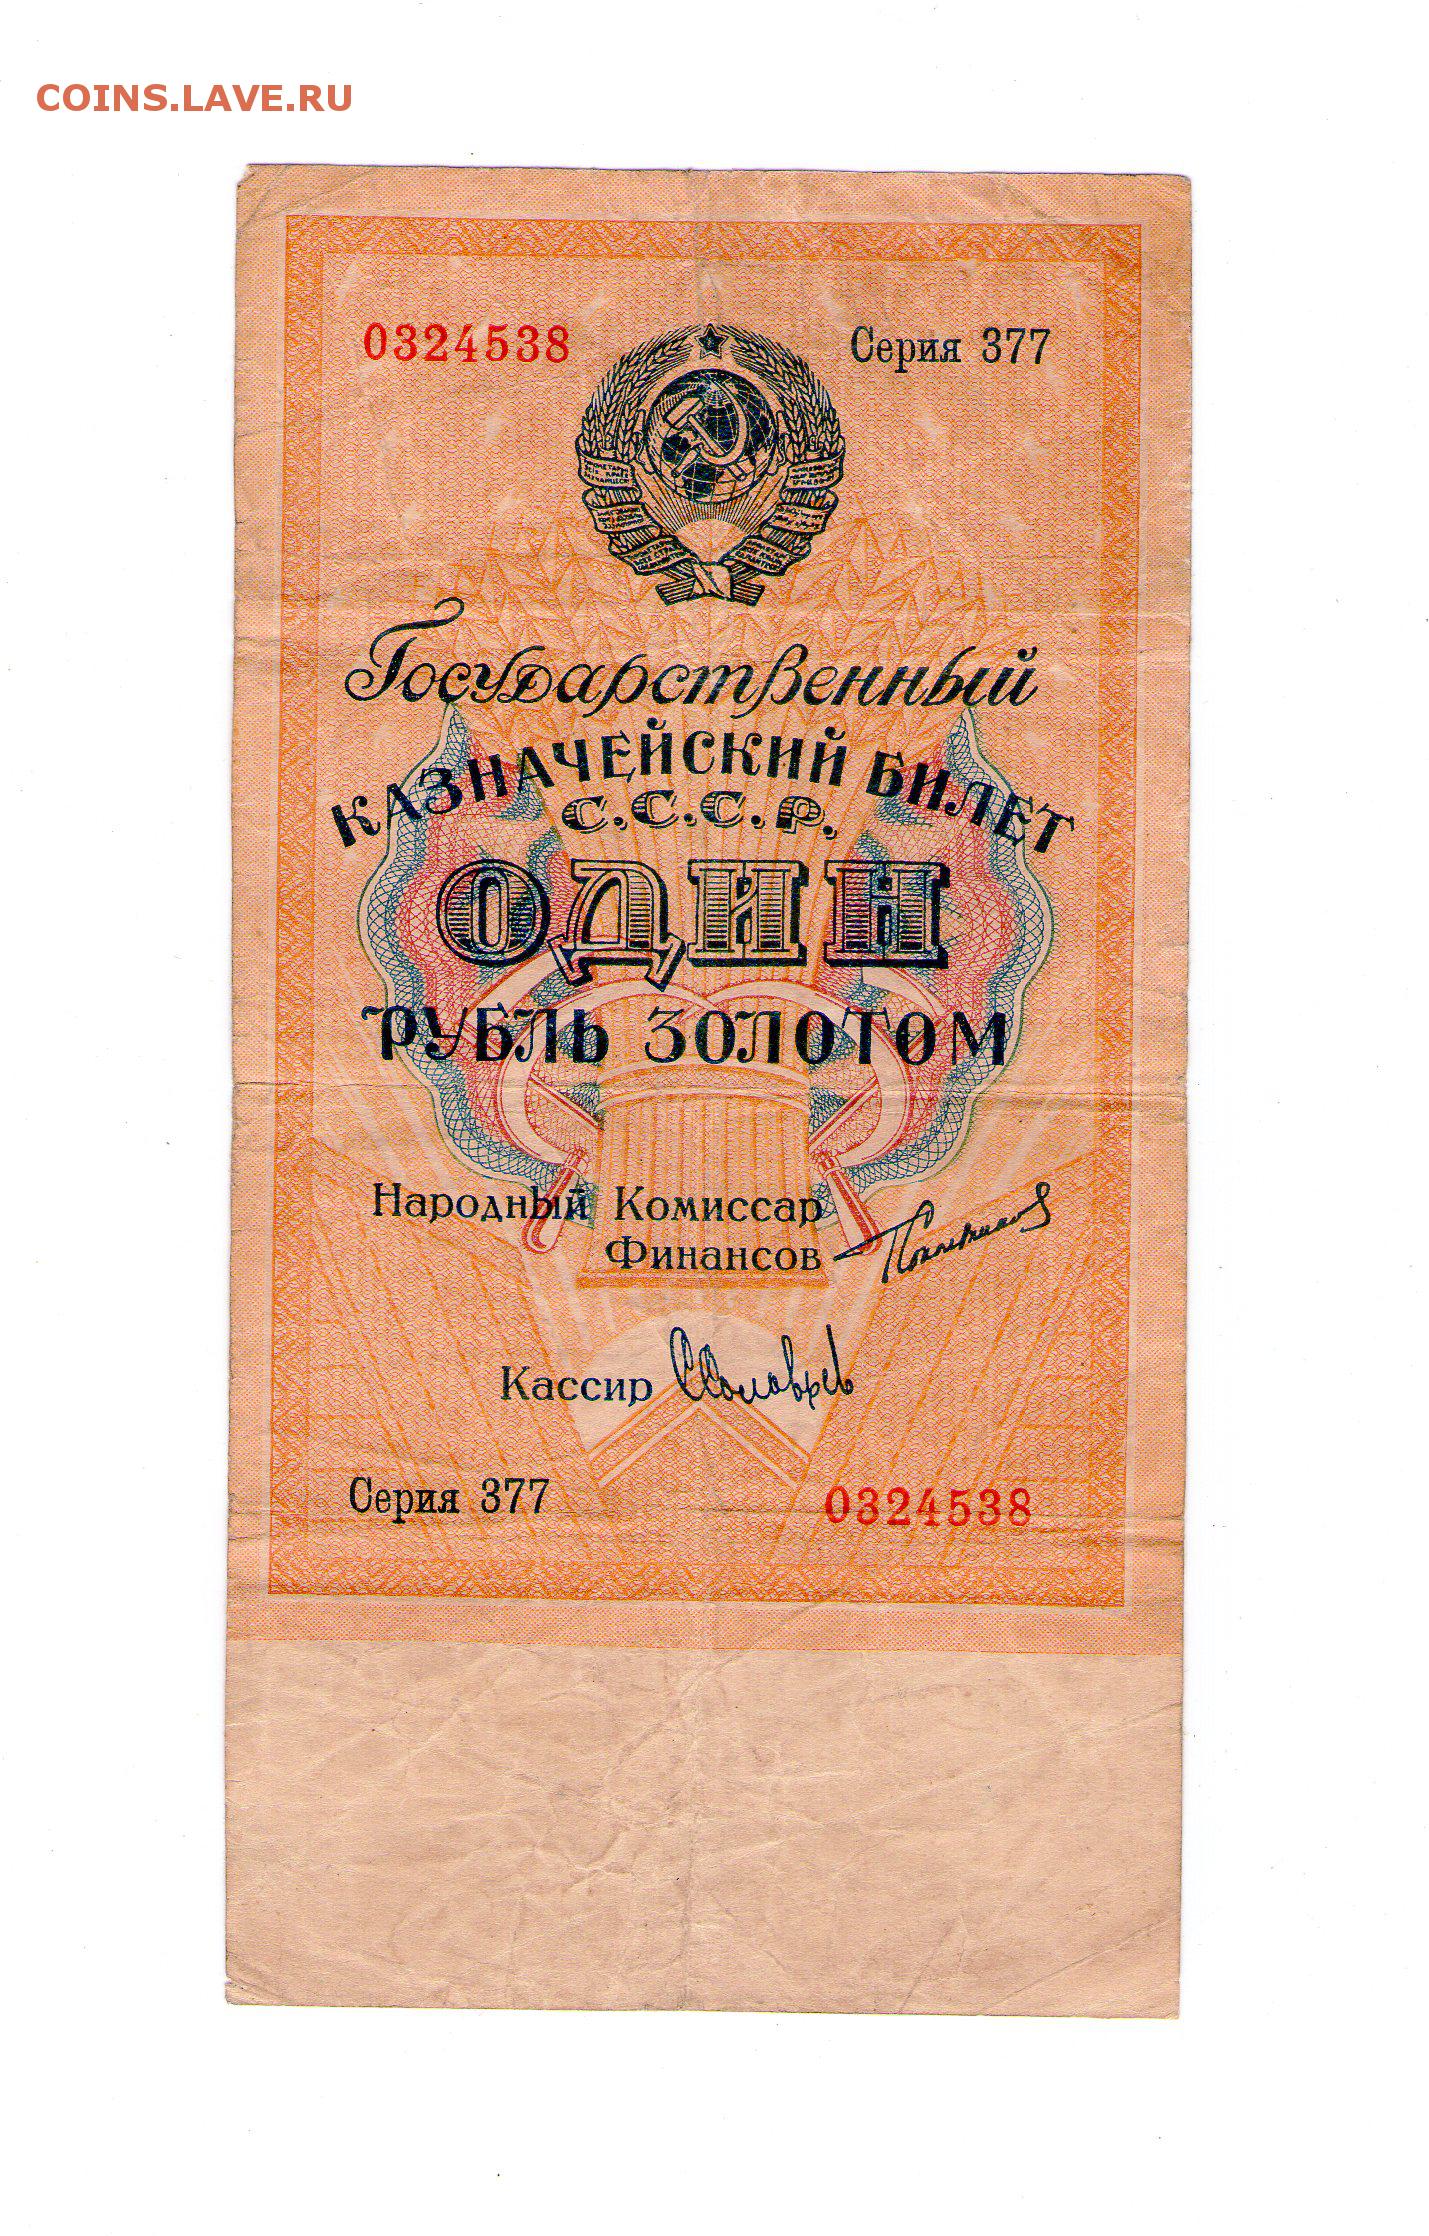 COINS.LAVE.RU
0324538 Серия 377
Государственный
КАЗНАЧЕЙСКИЙ БИЛЕТ
С.С.С.Р.
ОДИН
РУБЛЬ ЗОЛОТОМ
Народный Комиссар
Финансов
Кассир
Серия 377 0324538